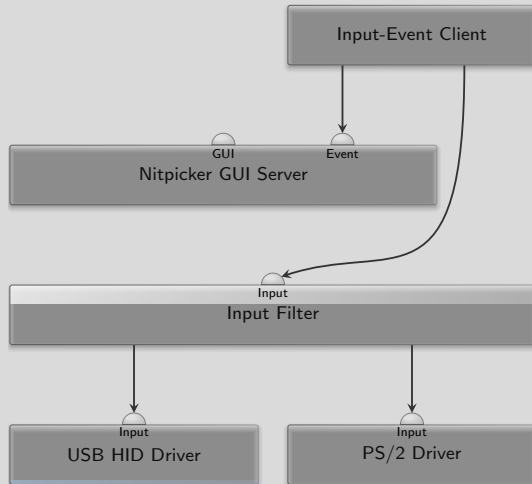 Input-Event Client
GUI
Event
Nitpicker GUI Server
Input
Input Filter
Input
Input
USB HID Driver
PS/2 Driver